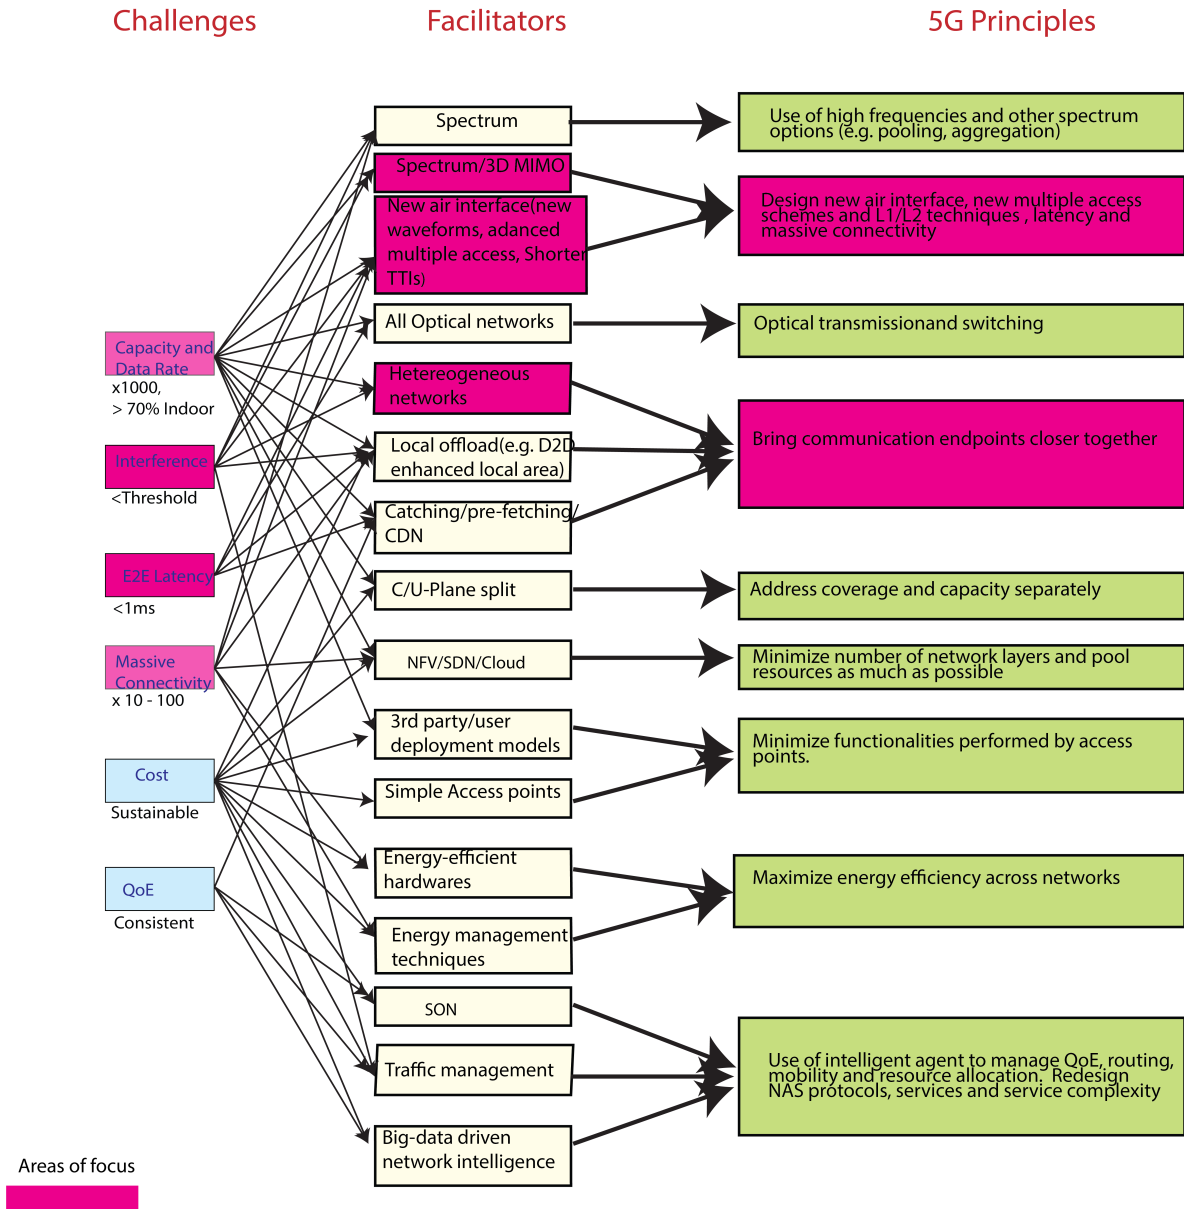 Challenges
Facilitators
5G Principles
Capacity and
Data Rate
x1000,
> 70% Indoor
Interference
<Threshold
E2E Latency
<1ms
Massive
Connectivity
x 10 - 100
Cost
Sustainable
QoE
Consistent
Spectrum
Spectrum/3D MIMO
New air interface(new
waveforms, adanced
multiple access, Shorter
TTIs)
All Optical networks
Hetereogeneous
networks
Local offload(e.g. D2D
enhanced local area)
Catching/pre-fetching/
CDN
C/U-Plane split
NFV/SDN/Cloud
3rd party/user
deployment models
Simple Access points
Energy-efficient
hardwares
Energy management
techniques
SON
Traffic management
Big-data driven
network intelligence
Use of high frequencies and other spectrum
options (e.g. pooling, aggregation)
Design new air interface, new multiple access
schemes and L1/L2 techniques , latency and
massive connectivity
Optical transmissionand switching
Bring communication endpoints closer together
Address coverage and capacity separately
Minimize number of network layers and pool
resources as much as possible
Minimize functionalities performed by access
points.
Maximize energy efficiency across networks
Use of intelligent agent to manage QoE, routing,
mobility and resource allocation.  Redesign
NAS protocols, services and service complexity
Areas of focus